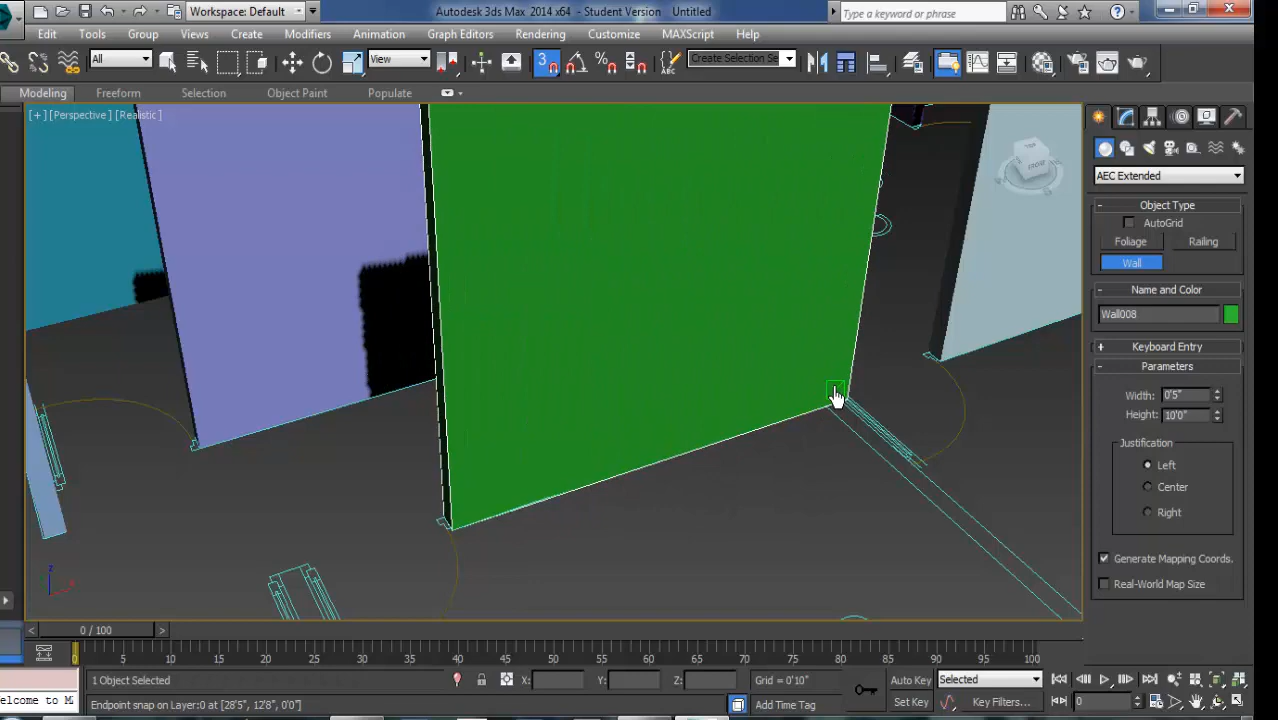 Workspace: Default
Autodesk 3ds Max 2014 x64 - Student Version Untitled
Type a keyword or phrase
Edit Tools Group Views Create Modifiers Animation Graph Editors Rendering Customize MAXScript Help
All View 3 Create Selection Se
Modeling Freeform Selection Object Paint Populate
[+] [Perspective] [Realistic]
TOP
FRONT
AEC Extended
- Object Type
AutoGrid
Foliage Railing
Wall
- Name and Color
Wall008
+ Keyboard Entry
- Parameters
Width: 0'5"
Height: 10'0"
Justification
Left
Center
Right
Generate Mapping Coords.
Real-World Map Size
z
x
< 0 / 100 >
0 5 10 15 20 25 30 35 40 45 50 55 60 65 70 75 80 85 90 95 100
1 Object Selected X: Y: Z: Grid = 0'10" Auto Key Selected
elcome to M Endpoint snap on Layer:0 at [28'5", 12'8", 0'0"] Add Time Tag Set Key Key Filters... 0